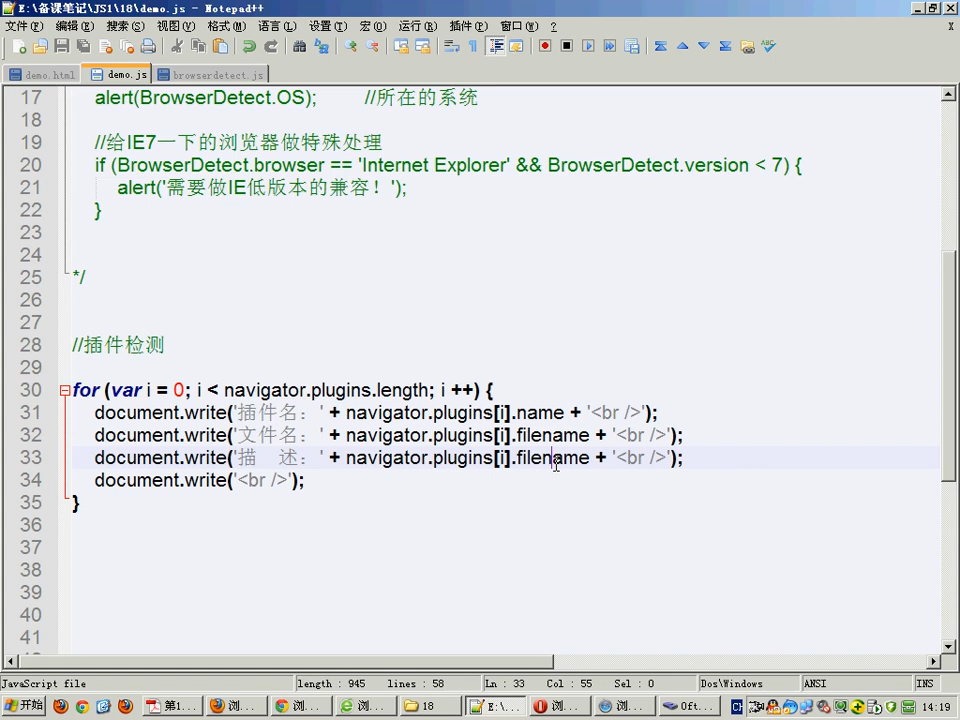 E:\备课笔记\JS1\18\demo.js - Notepad++
文件(F) 编辑(E) 搜索(S) 视图(V) 格式(M) 语言(L) 设置(T) 宏(O) 运行(R) 插件(P) 窗口(W) ? X
demo.html demo.js browserdetect.js
17 alert(BrowserDetect.OS); //所在的系统
18
19 //给IE7一下的浏览器做特殊处理
20 if (BrowserDetect.browser == 'Internet Explorer' && BrowserDetect.version < 7) {
21 alert('需要做IE低版本的兼容！');
22 }
23
24
25 */
26
27
28 //插件检测
29
30 for (var i = 0; i < navigator.plugins.length; i ++) {
31 document.write('插件名：' + navigator.plugins[i].name + '<br />');
32 document.write('文件名：' + navigator.plugins[i].filename + '<br />');
33 document.write('描　述：' + navigator.plugins[i].filename + '<br />');
34 document.write('<br />');
35 }
36
37
38
39
40
41
JavaScript file length : 945 lines : 58 Ln : 33 Col : 55 Sel : 0 Dos\Windows ANSI INS
开始 第1... 浏... 浏... 浏... 18 E:\... 浏... 浏... Oft... 14:19